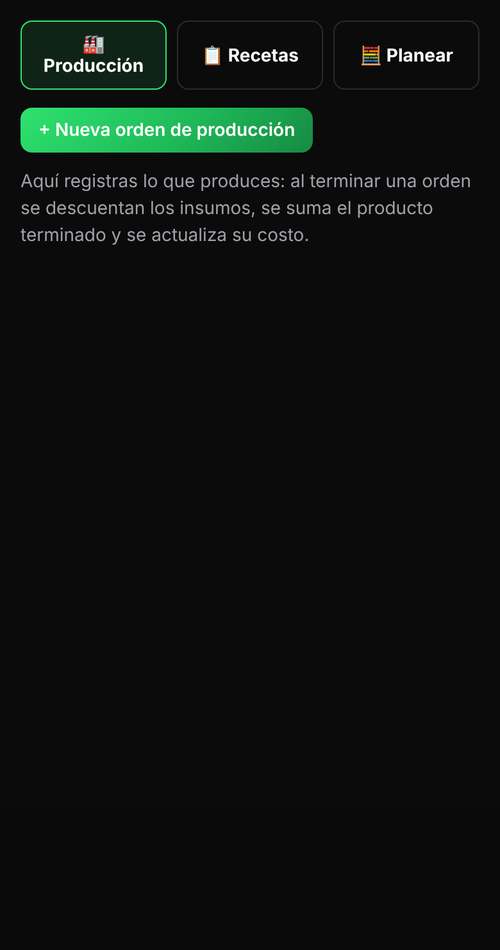 🏭
Producción
📋 Recetas
🧮 Planear
+ Nueva orden de producción
Aquí registras lo que produces: al terminar una orden
se descuentan los insumos, se suma el producto
terminado y se actualiza su costo.